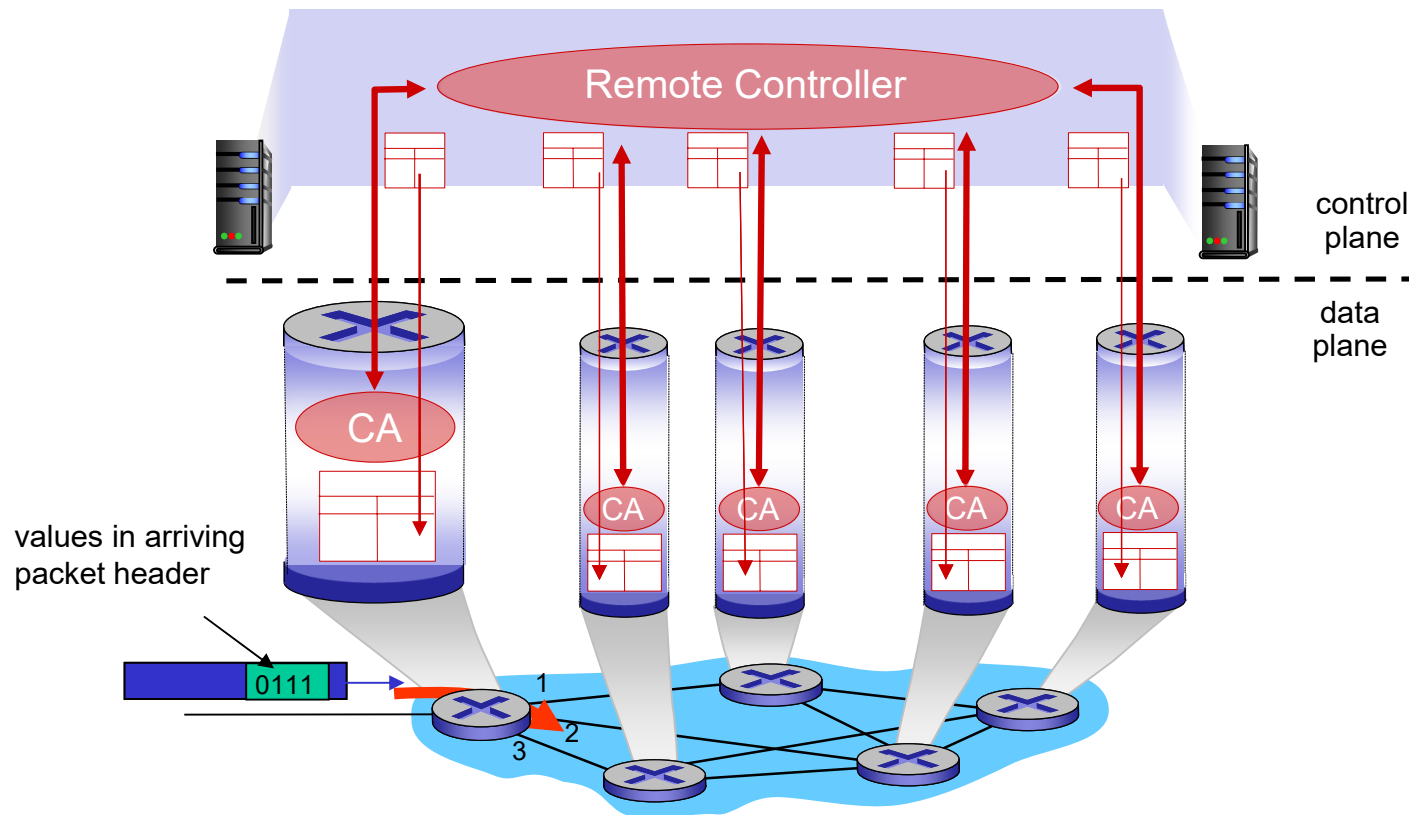 Remote Controller
control
plane
data
plane
CA
CA
CA
CA
CA
values in arriving
packet header
0111
1
2
3